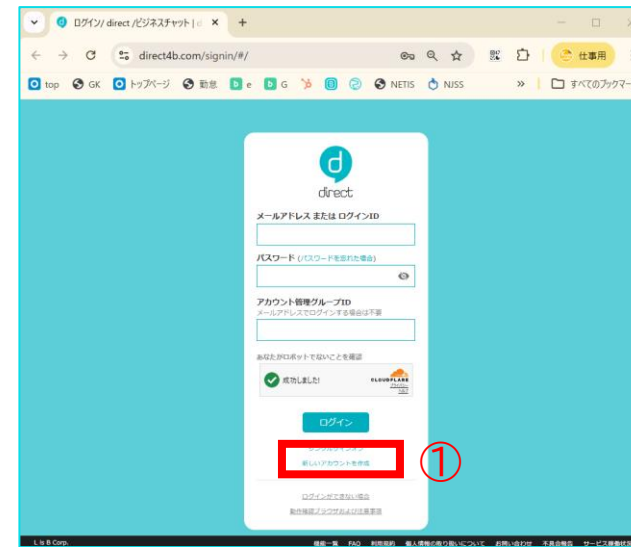 ログイン/ direct /ビジネスチャット | d
direct4b.com/signin/#/
仕事用
top GK トップページ 勤怠 e G NETIS NJSS » すべてのブックマー
direct
メールアドレス または ログインID
パスワード (パスワードを忘れた場合)
アカウント管理グループID
メールアドレスでログインする場合は不要
あなたがロボットでないことを確認
成功しました!
CLOUDFLARE
ログイン
新しいアカウントを作成
①
ログインができない場合
動作確認ブラウザおよび注意事項
L is B Corp. 機能一覧 FAQ 利用規約 個人情報の取り扱いについて お問い合わせ 不具合報告 サービス稼働状況